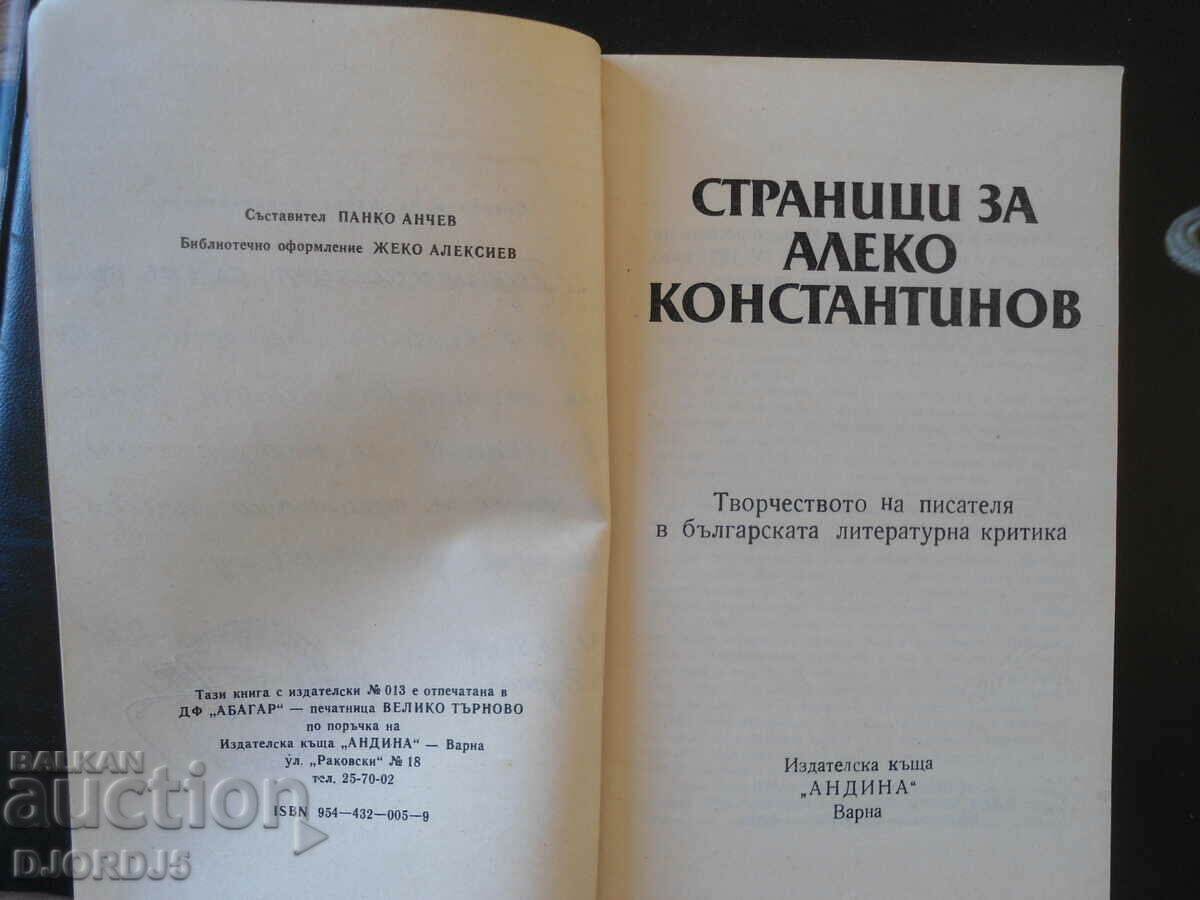 Съставител ПАНКО АНЧЕВ
Библиотечно оформление ЖЕКО АЛЕКСИЕВ
Тази книга с издателски № 013 е отпечатана в
ДФ „АБАГАР“ — печатница ВЕЛИКО ТЪРНОВО
по поръчка на
Издателска къща „АНДИНА“ — Варна
ул. „Раковски“ № 18
тел. 25-70-02
ISBN 954—432—005—9
СТРАНИЦИ ЗА
АЛЕКО
КОНСТАНТИНОВ
Творчеството на писателя
в българската литературна критика
Издателска къща
„АНДИНА“
Варна
BALKAN
auction
DJORDJ5